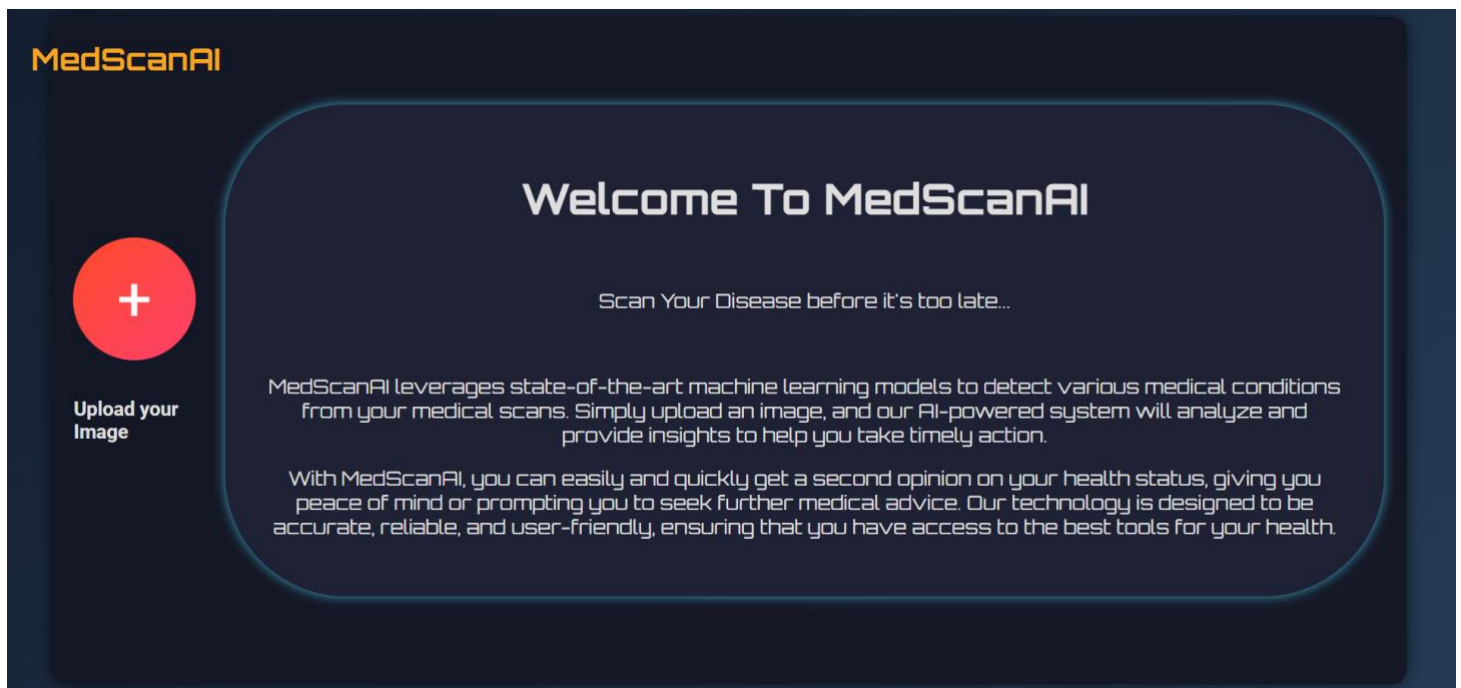 MedScanAI
Welcome To MedScanAI
Scan Your Disease before it's too late...
MedScanAI leverages state-of-the-art machine learning models to detect various medical conditions
from your medical scans. Simply upload an image, and our AI-powered system will analyze and
provide insights to help you take timely action.
With MedScanAI, you can easily and quickly get a second opinion on your health status, giving you
peace of mind or prompting you to seek further medical advice. Our technology is designed to be
accurate, reliable, and user-friendly, ensuring that you have access to the best tools for your health.
+
Upload your
Image